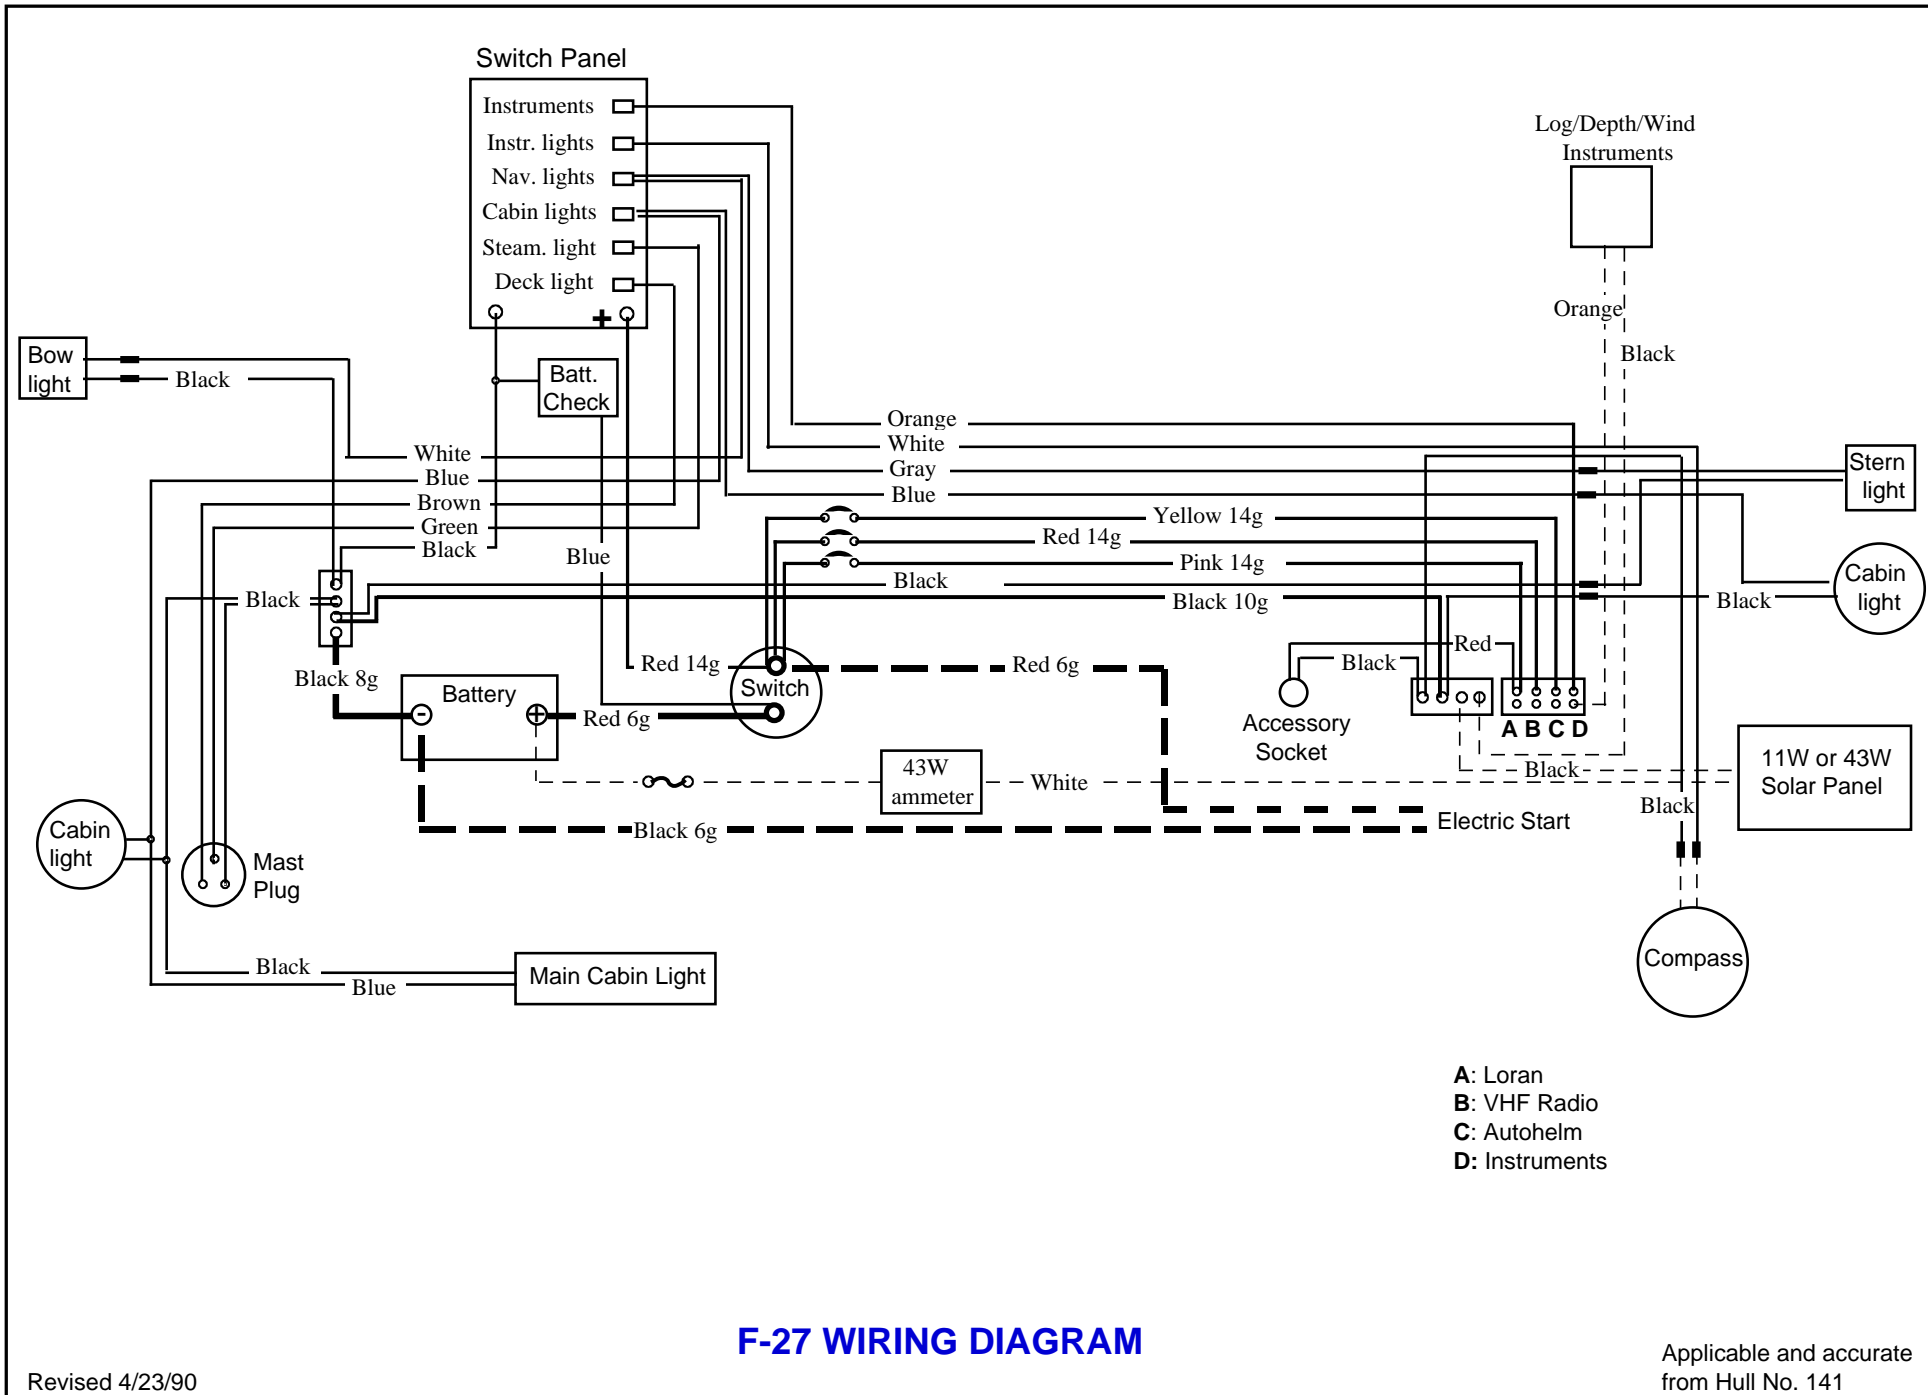 Switch Panel
Instruments
Instr. lights
Nav. lights
Cabin lights
Steam. light
Deck light
+
Log/Depth/Wind
Instruments
Orange
Black
Bow
light
Black
Batt.
Check
White
Blue
Brown
Green
Black
Blue
Orange
White
Gray
Blue
Yellow 14g
Red 14g
Pink 14g
Black
Black 10g
Stern
light
Cabin
light
Black
Black
Black 8g
Battery
-
+
Red 6g
Red 14g
Switch
Red 6g
Red
Black
Accessory
Socket
A B C D
43W
ammeter
White
Black
11W or 43W
Solar Panel
Black
Black 6g
Electric Start
Cabin
light
Mast
Plug
Compass
Black
Blue
Main Cabin Light
A: Loran
B: VHF Radio
C: Autohelm
D: Instruments
F-27 WIRING DIAGRAM
Revised 4/23/90
Applicable and accurate
from Hull No. 141